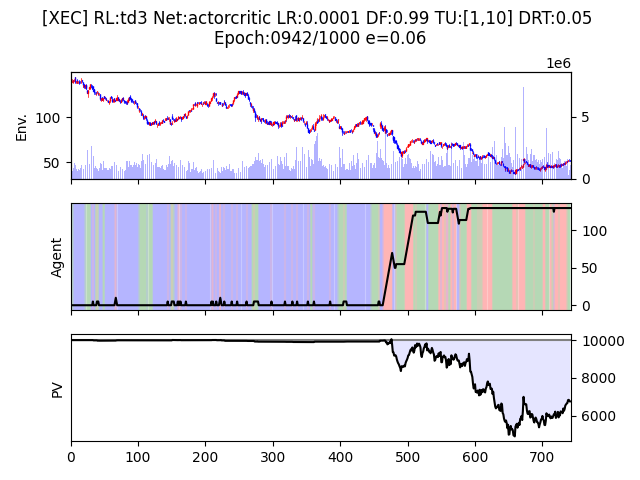 [XEC] RL:td3 Net:actorcritic LR:0.0001 DF:0.99 TU:[1,10] DRT:0.05
Epoch:0942/1000 e=0.06
1e6
Env.
100
50
5
0
Agent
100
50
0
PV
10000
8000
6000
0 100 200 300 400 500 600 700